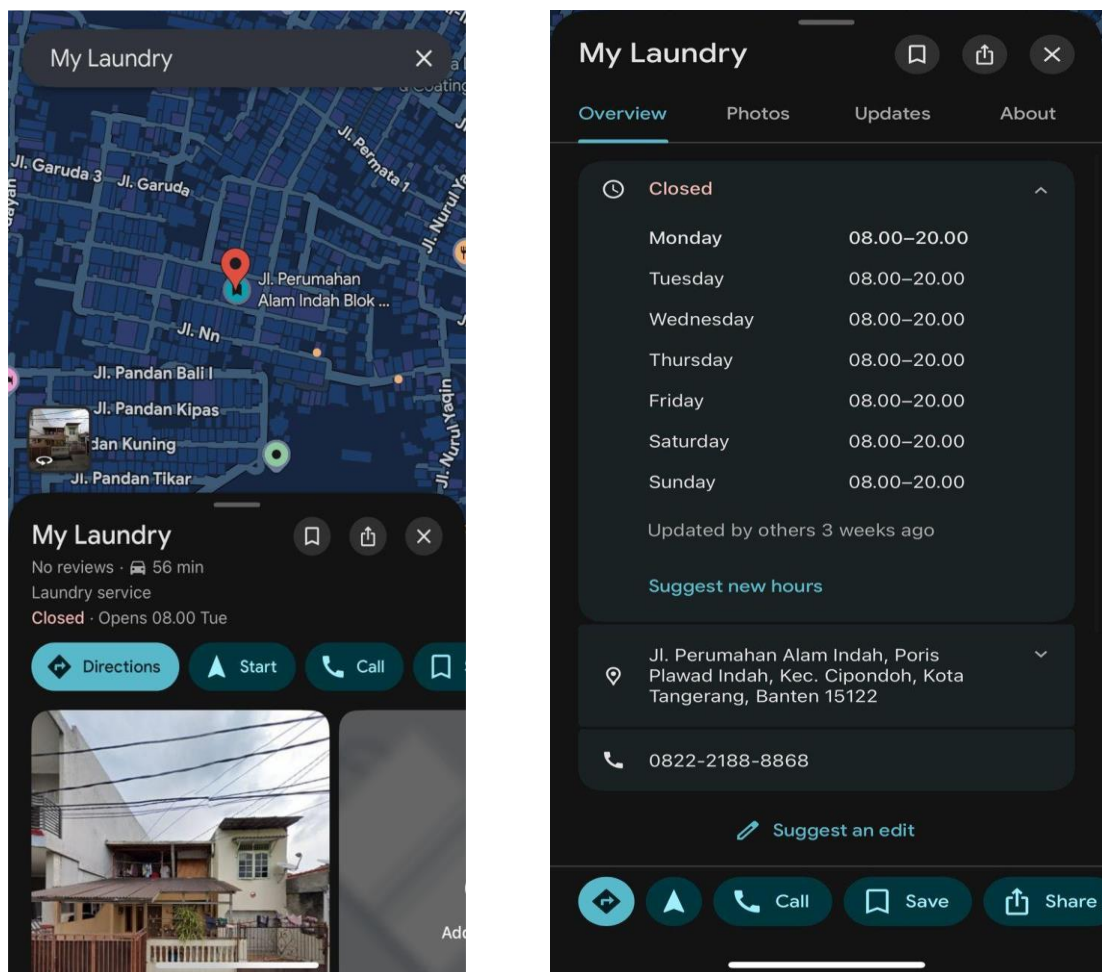 My Laundry
& Coating
Jl. Permata 1
Jl. Garuda 3
Jl. Garuda
Jl. Nurul Ya
Jl. Perumahan
Alam Indah Blok ...
Jl. Nn
Jl. Pandan Bali I
Jl. Pandan Kipas
dan Kuning
Jl. Pandan Tikar
Jl. Nurul Yaqin
My Laundry
No reviews · 56 min
Laundry service
Closed · Opens 08.00 Tue
Directions
Start
Call
Add
My Laundry
Overview
Photos
Updates
About
Closed
Monday 08.00–20.00
Tuesday 08.00–20.00
Wednesday 08.00–20.00
Thursday 08.00–20.00
Friday 08.00–20.00
Saturday 08.00–20.00
Sunday 08.00–20.00
Updated by others 3 weeks ago
Suggest new hours
Jl. Perumahan Alam Indah, Poris
Plawad Indah, Kec. Cipondoh, Kota
Tangerang, Banten 15122
0822-2188-8868
Suggest an edit
Call
Save
Share